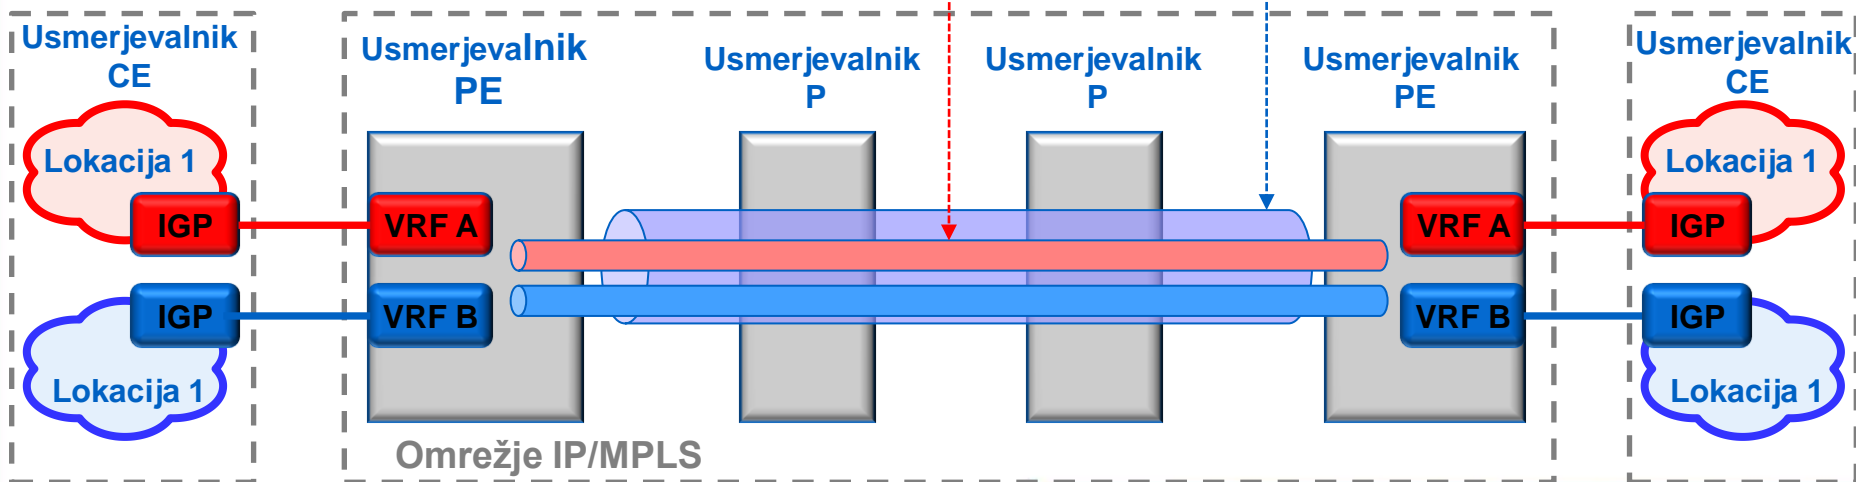 Usmerjevalnik
CE
Usmerjevalnik
PE
Usmerjevalnik
P
Usmerjevalnik
P
Usmerjevalnik
PE
Usmerjevalnik
CE
Lokacija 1
Lokacija 1
IGP
VRF A
VRF A
IGP
IGP
VRF B
VRF B
IGP
Lokacija 1
Lokacija 1
Omrežje IP/MPLS